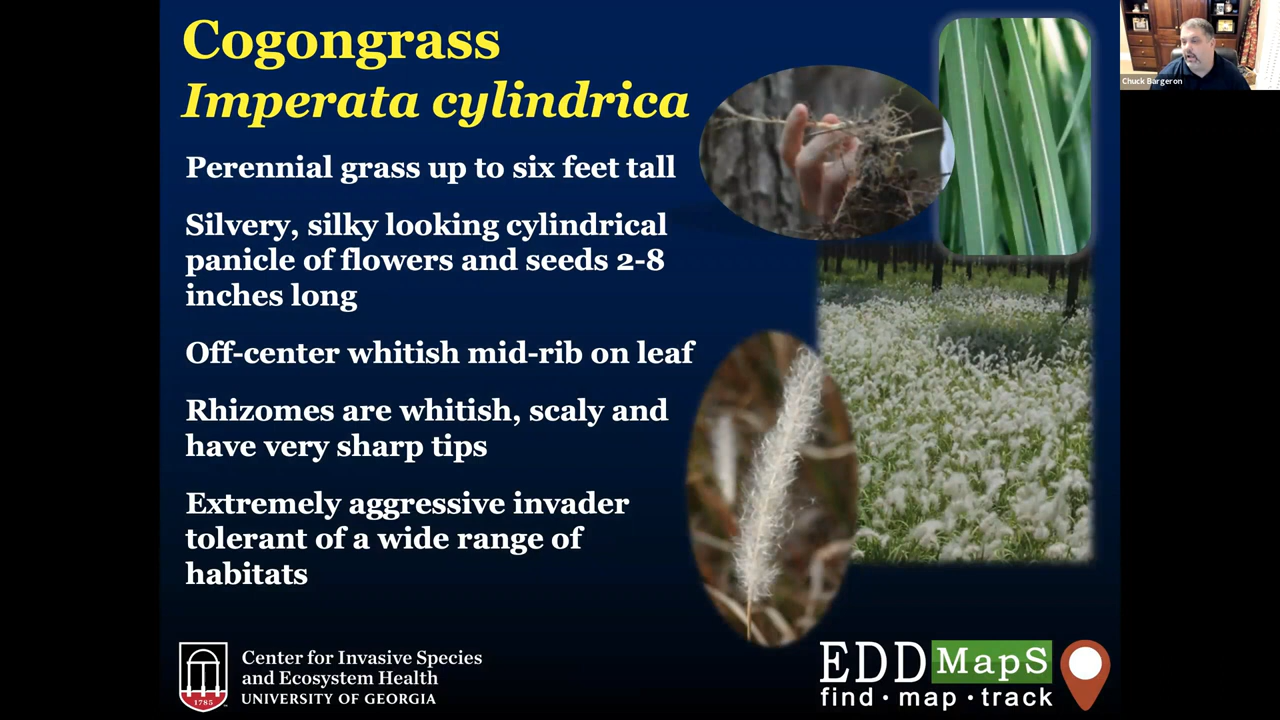 Cogongrass
Imperata cylindrica
Perennial grass up to six feet tall
Silvery, silky looking cylindrical
panicle of flowers and seeds 2-8
inches long
Off-center whitish mid-rib on leaf
Rhizomes are whitish, scaly and
have very sharp tips
Extremely aggressive invader
tolerant of a wide range of
habitats
1785
Center for Invasive Species
and Ecosystem Health
UNIVERSITY OF GEORGIA
EDDMapS
find · map · track
Chuck Bargeron